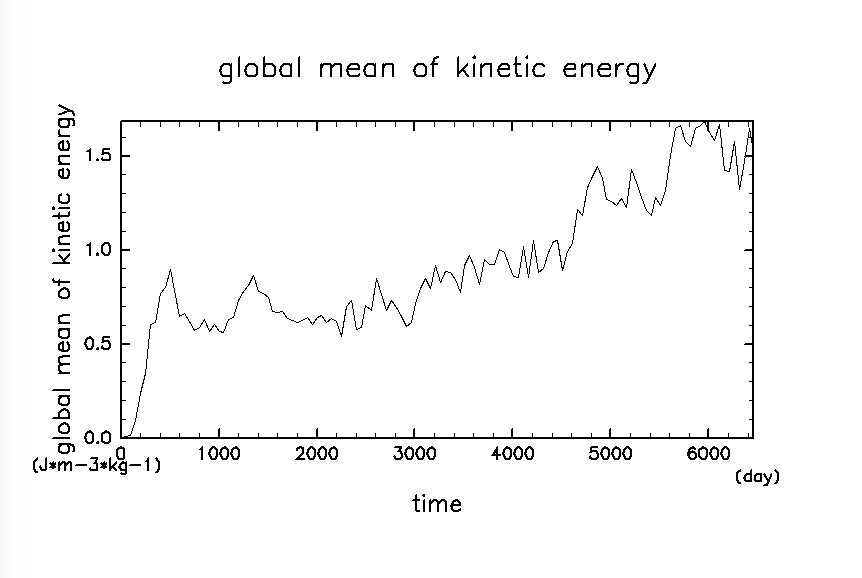 global mean of kinetic energy
global mean of kinetic energy
1.5
1.0
0.5
0.0
0 1000 2000 3000 4000 5000 6000
(J*m-3*kg-1)
(day)
time